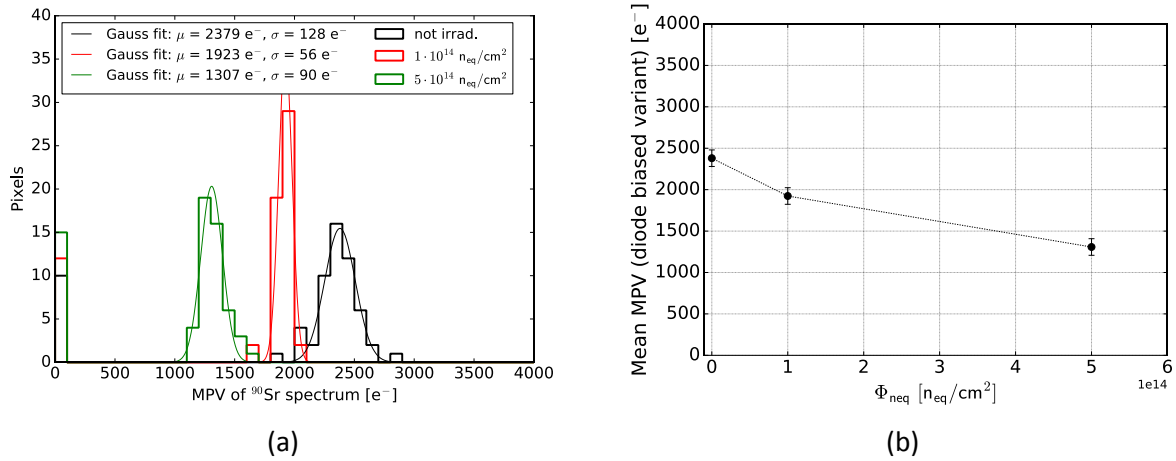 Gauss fit: μ = 2379 e⁻, σ = 128 e⁻
Gauss fit: μ = 1923 e⁻, σ = 56 e⁻
Gauss fit: μ = 1307 e⁻, σ = 90 e⁻
not irrad.
1·10¹⁴ n_eq/cm²
5·10¹⁴ n_eq/cm²
40
35
30
25
20
15
10
5
0
Pixels
0 500 1000 1500 2000 2500 3000 3500 4000
MPV of ⁹⁰Sr spectrum [e⁻]
(a)
Mean MPV (diode biased variant) [e⁻]
4000
3500
3000
2500
2000
1500
1000
500
0
0 1 2 3 4 5 6
1e14
Φ_neq [n_eq/cm²]
(b)